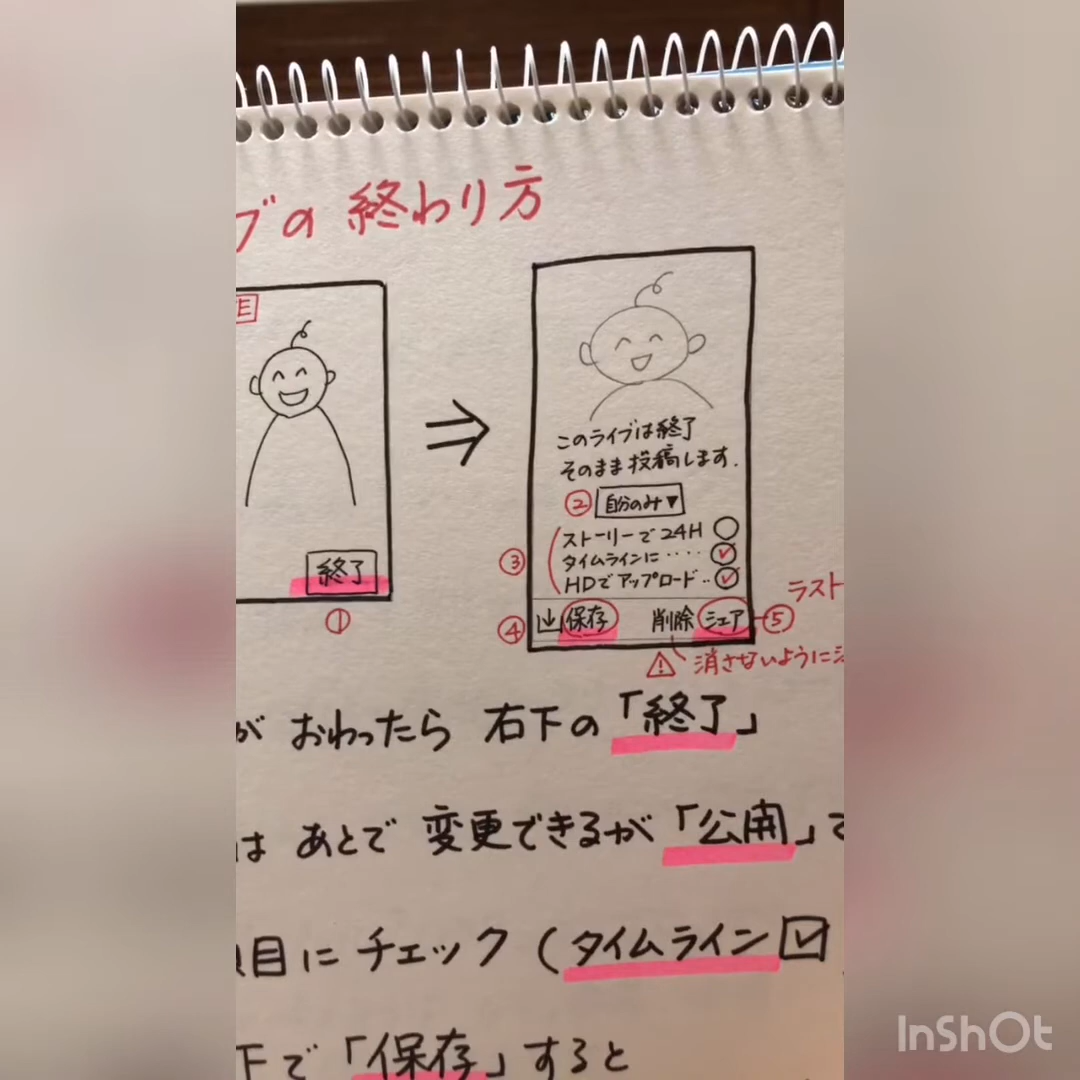 ブの終わり方
このライブは終了
そのまま投稿します.
② 自分のみ▼
③ ストーリーで24H
タイムラインに・・・・
HDでアップロード..
終了
①
④ 保存 削除 シェア ⑤
ラスト
消さないように
が おわったら 右下の「終了」
は あとで 変更できるが「公開」で
目にチェック (タイムライン☑
下で「保存」すると
InShOt